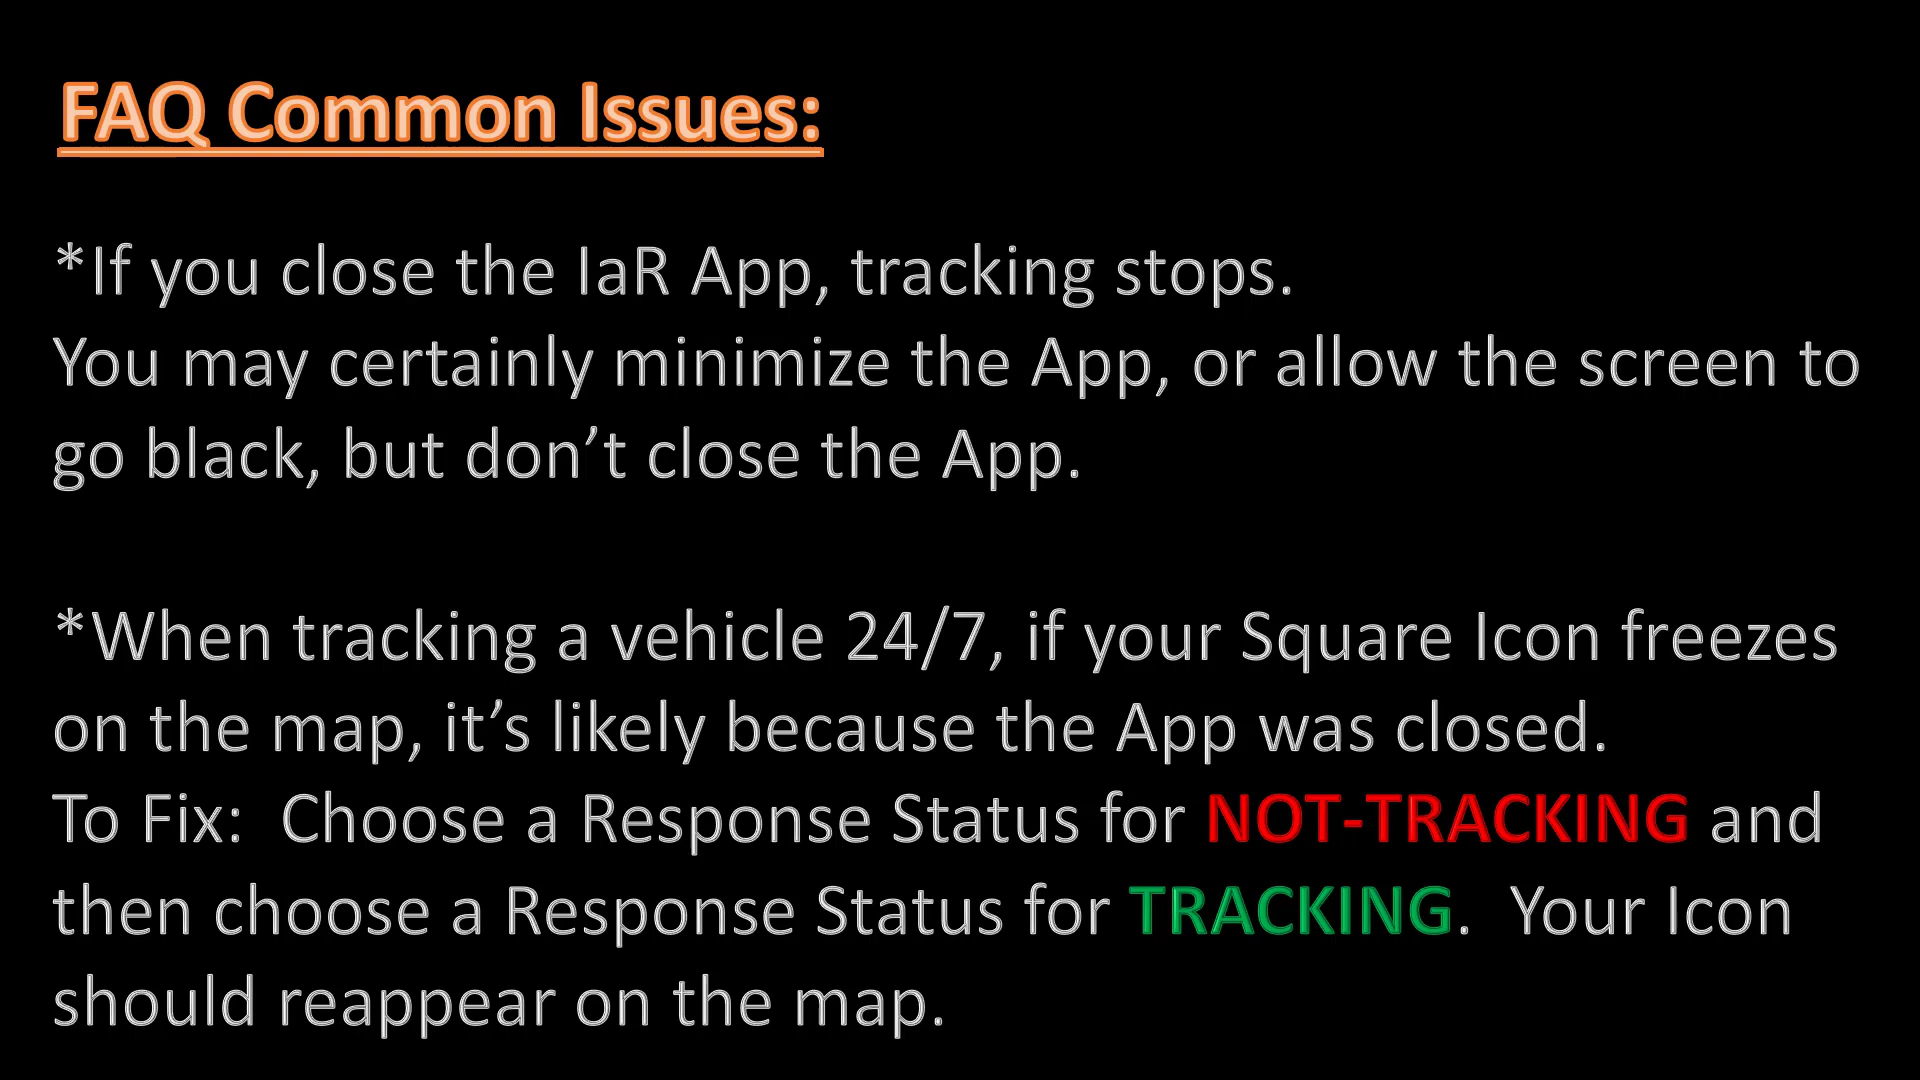 FAQ Common Issues:
*If you close the IaR App, tracking stops.
You may certainly minimize the App, or allow the screen to
go black, but don’t close the App.
*When tracking a vehicle 24/7, if your Square Icon freezes
on the map, it’s likely because the App was closed.
To Fix:  Choose a Response Status for NOT-TRACKING and
then choose a Response Status for TRACKING.  Your Icon
should reappear on the map.